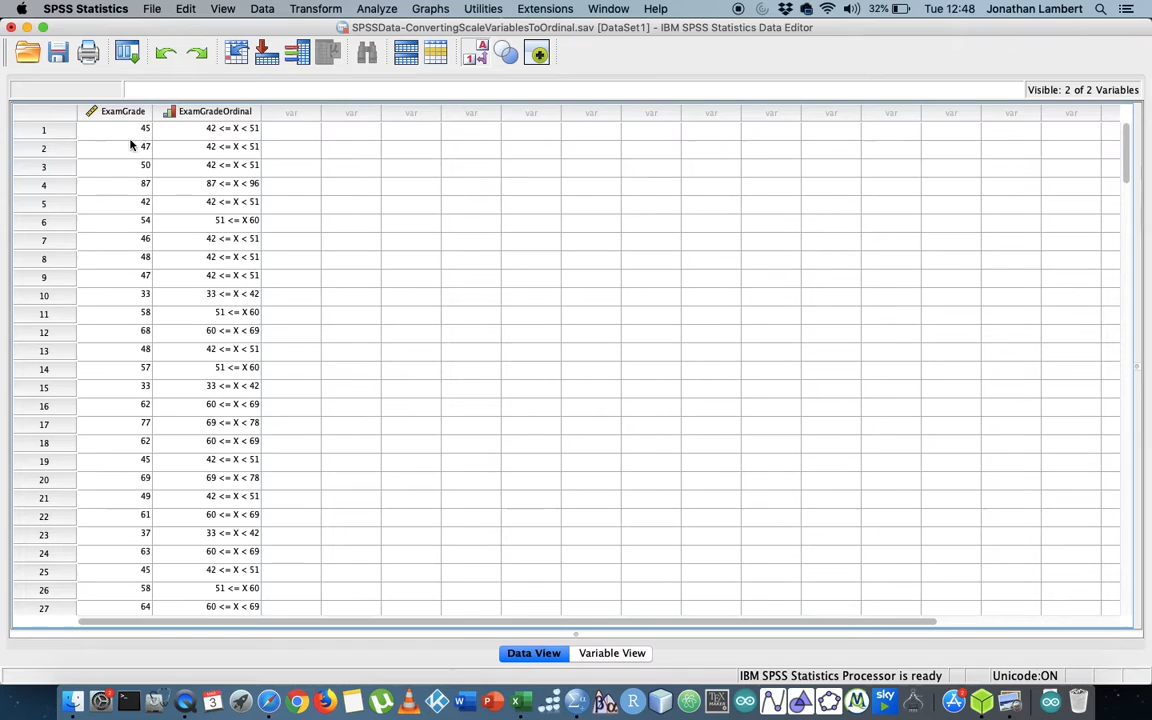 SPSS Statistics File Edit View Data Transform Analyze Graphs Utilities Extensions Window Help 32% Tue 12:48 Jonathan Lambert
SPSSData-ConvertingScaleVariablesToOrdinal.sav [DataSet1] - IBM SPSS Statistics Data Editor
Visible: 2 of 2 Variables
ExamGrade ExamGradeOrdinal var var var var var var var var var var var var var var
1 45 42 <= X < 51
2 47 42 <= X < 51
3 50 42 <= X < 51
4 87 87 <= X < 96
5 42 42 <= X < 51
6 54 51 <= X 60
7 46 42 <= X < 51
8 48 42 <= X < 51
9 47 42 <= X < 51
10 33 33 <= X < 42
11 58 51 <= X 60
12 68 60 <= X < 69
13 48 42 <= X < 51
14 57 51 <= X 60
15 33 33 <= X < 42
16 62 60 <= X < 69
17 77 69 <= X < 78
18 62 60 <= X < 69
19 45 42 <= X < 51
20 69 69 <= X < 78
21 49 42 <= X < 51
22 61 60 <= X < 69
23 37 33 <= X < 42
24 63 60 <= X < 69
25 45 42 <= X < 51
26 58 51 <= X 60
27 64 60 <= X < 69
Data View Variable View
IBM SPSS Statistics Processor is ready Unicode:ON